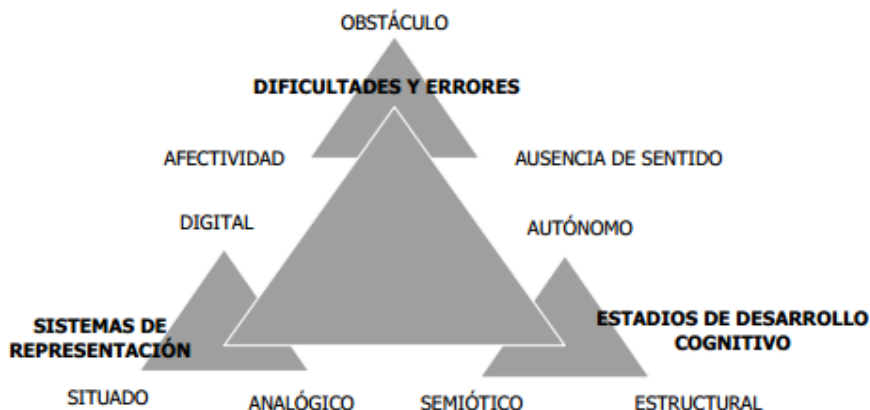 OBSTÁCULO
DIFICULTADES Y ERRORES
AFECTIVIDAD
AUSENCIA DE SENTIDO
DIGITAL
AUTÓNOMO
SISTEMAS DE
REPRESENTACIÓN
ESTADIOS DE DESARROLLO
COGNITIVO
SITUADO
ANALÓGICO
SEMIÓTICO
ESTRUCTURAL